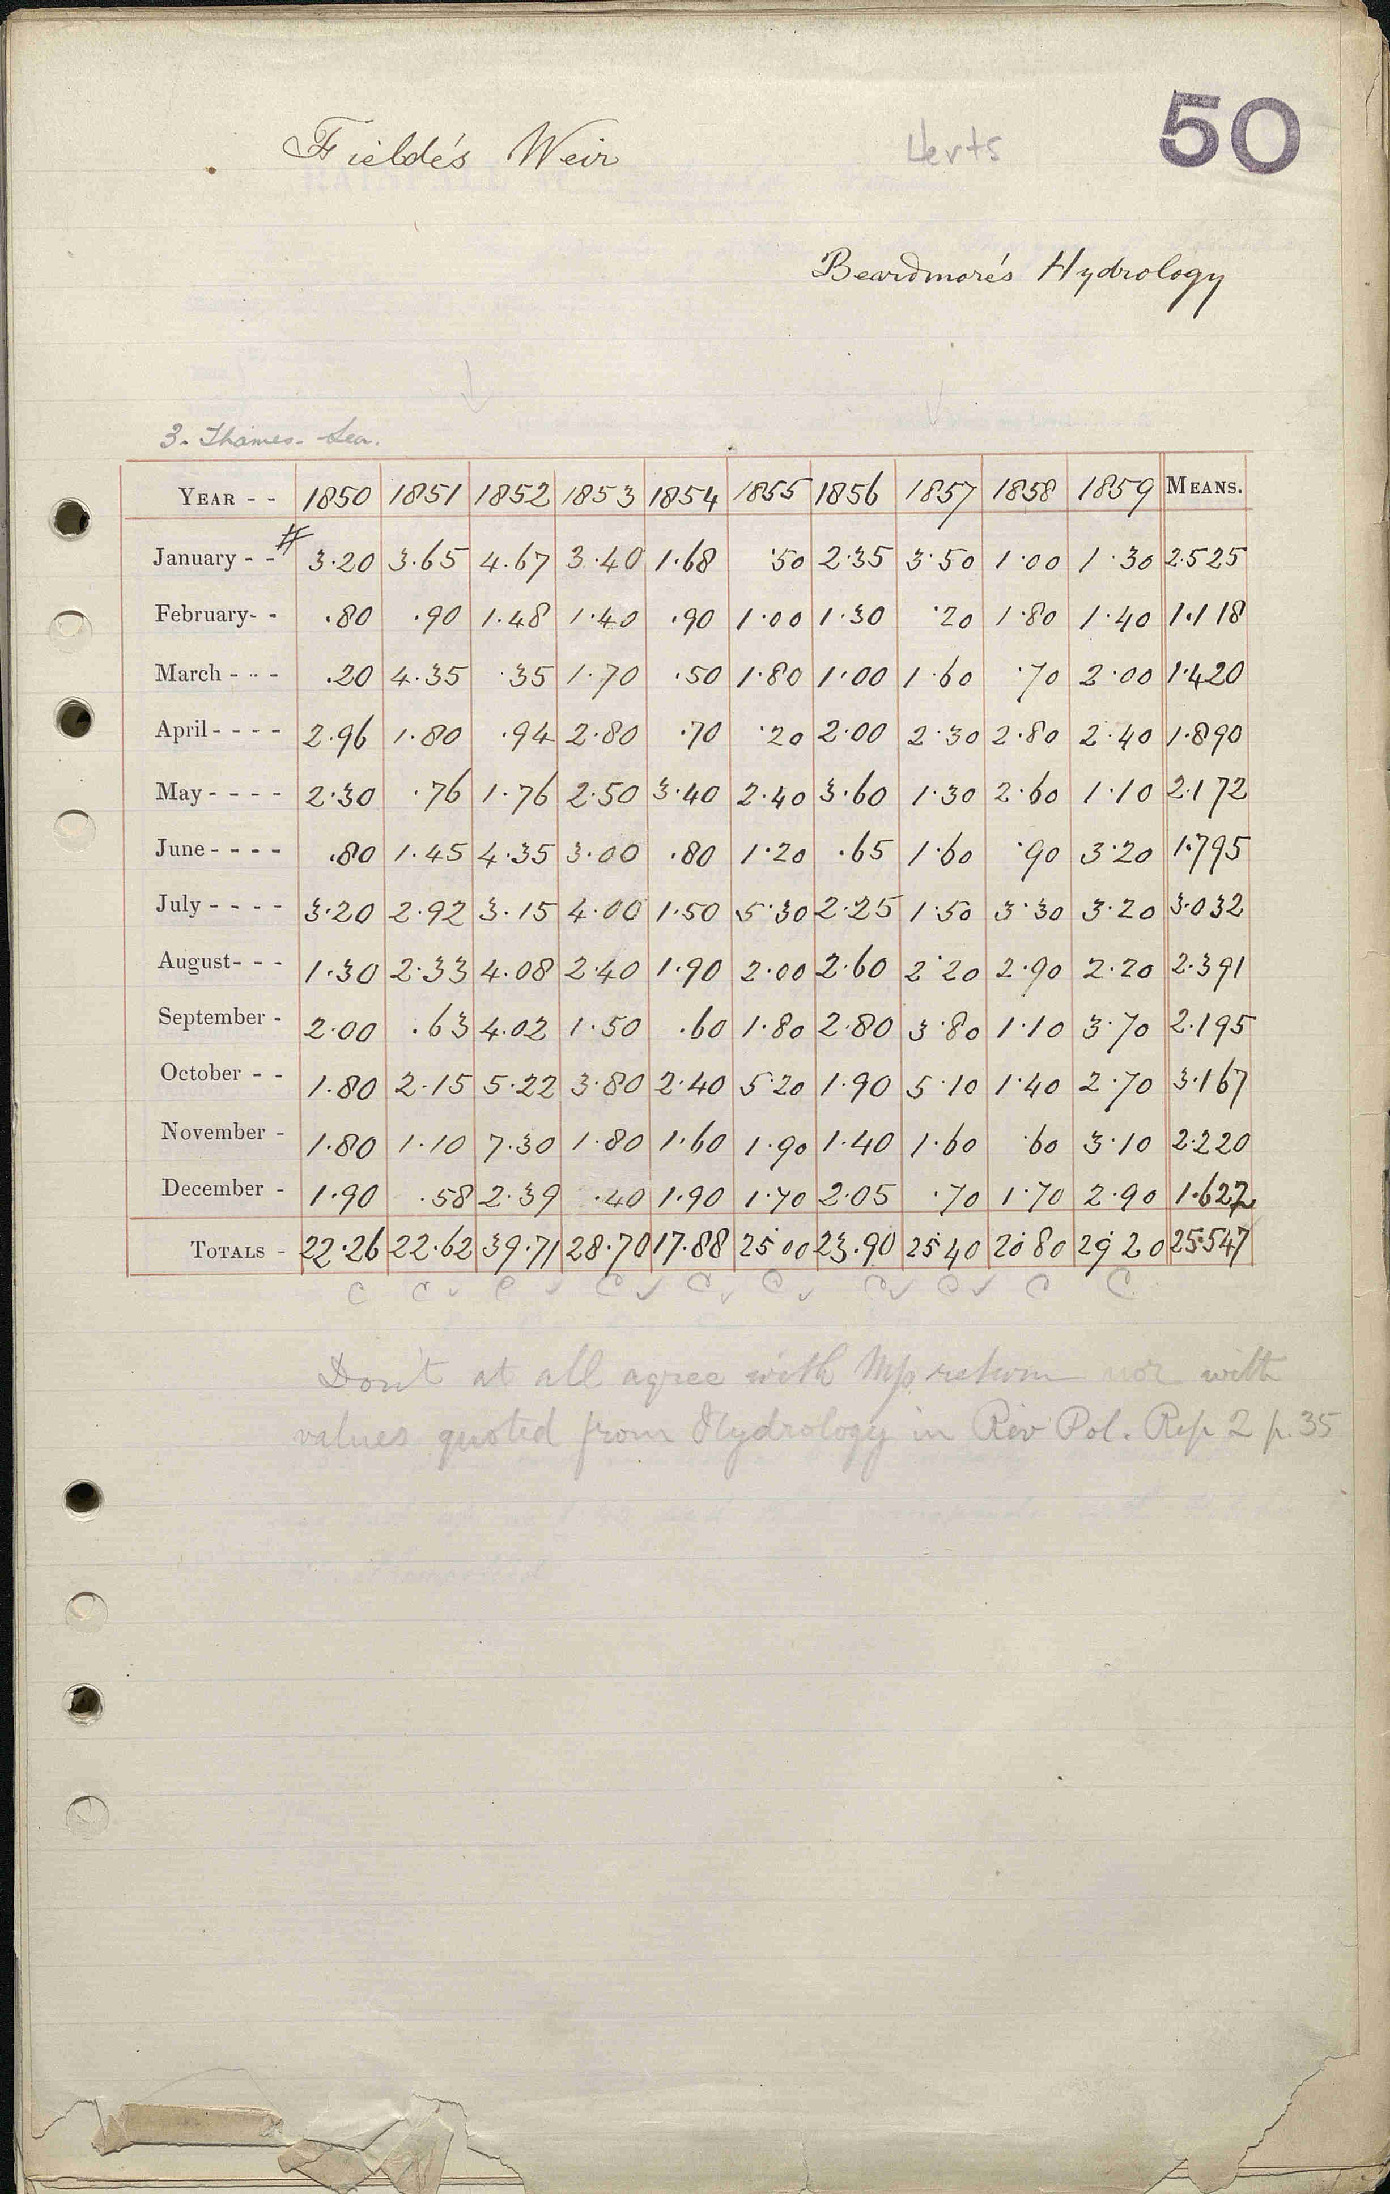 50
Fielde's Weir Herts
Beardmore's Hydrology
3. Thames - Lea.
YEAR - - 1850 1851 1852 1853 1854 1855 1856 1857 1858 1859 MEANS.
January - - # 3.20 3.65 4.67 3.40 1.68 .50 2.35 3.50 1.00 1.30 2.525
February - - .80 .90 1.48 1.40 .90 1.00 1.30 .20 1.80 1.40 1.118
March - - - .20 4.35 .35 1.70 .50 1.80 1.00 1.60 .70 2.00 1.420
April - - - - 2.96 1.80 .94 2.80 .70 .20 2.00 2.30 2.80 2.40 1.890
May - - - - 2.30 .76 1.76 2.50 3.40 2.40 3.60 1.30 2.60 1.10 2.172
June - - - - .80 1.45 4.35 3.00 .80 1.20 .65 1.60 .90 3.20 1.795
July - - - - 3.20 2.92 3.15 4.00 1.50 5.30 2.25 1.50 3.30 3.20 3.032
August - - - 1.30 2.33 4.08 2.40 1.90 2.00 2.60 2.20 2.90 2.20 2.391
September - 2.00 .63 4.02 1.50 .60 1.80 2.80 3.80 1.10 3.70 2.195
October - - 1.80 2.15 5.22 3.80 2.40 5.20 1.90 5.10 1.40 2.70 3.167
November - 1.80 1.10 7.30 1.80 1.60 1.90 1.40 1.60 .60 3.10 2.220
December - 1.90 .58 2.39 .40 1.90 1.70 2.05 .70 1.70 2.90 1.622
TOTALS - 22.26 22.62 39.71 28.70 17.88 25.00 23.90 25.40 20.80 29.20 25.547
C C ✓ C ✓ C ✓ C ✓ C ✓ C ✓ C ✓ C C
Don't at all agree with return nor with
values quoted from Hydrology in Riv Pol. Rep 2 p. 35